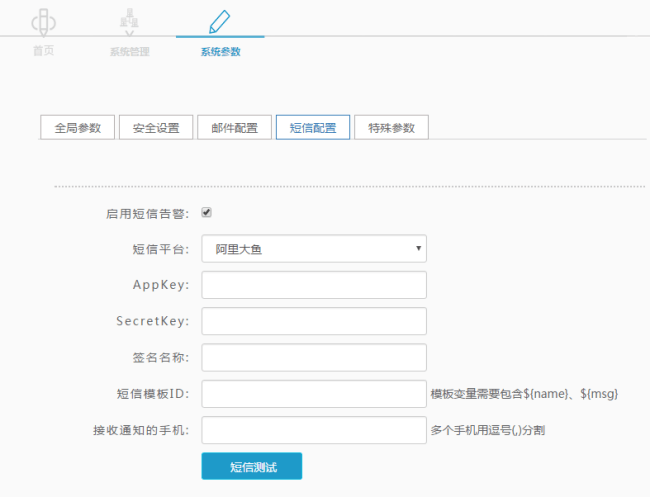 首页 系统管理 系统参数
全局参数 安全设置 邮件配置 短信配置 特殊参数
启用短信告警:
短信平台: 阿里大鱼
AppKey:
SecretKey:
签名名称:
短信模板ID: 模板变量需要包含${name}、${msg}
接收通知的手机: 多个手机用逗号(,)分割
短信测试